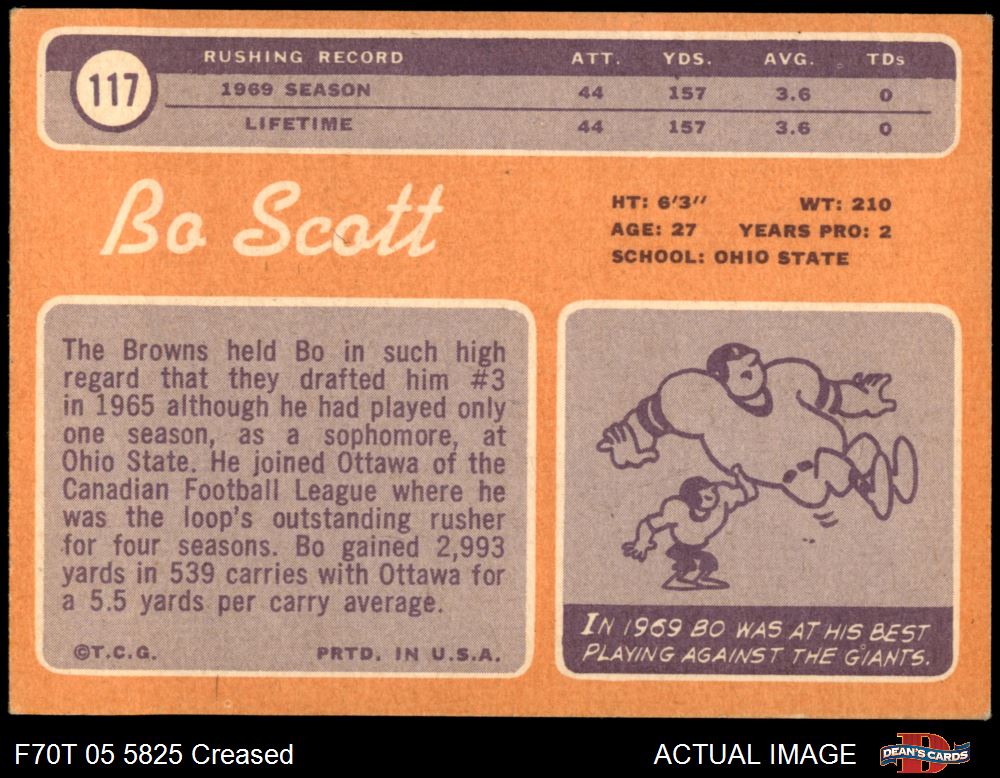 117
RUSHING RECORD ATT. YDS. AVG. TDs
1969 SEASON 44 157 3.6 0
LIFETIME 44 157 3.6 0
Bo Scott
HT: 6'3'' WT: 210
AGE: 27 YEARS PRO: 2
SCHOOL: OHIO STATE
The Browns held Bo in such high
regard that they drafted him #3
in 1965 although he had played only
one season, as a sophomore, at
Ohio State. He joined Ottawa of the
Canadian Football League where he
was the loop's outstanding rusher
for four seasons. Bo gained 2,993
yards in 539 carries with Ottawa for
a 5.5 yards per carry average.
©T.C.G. PRTD. IN U.S.A.
IN 1969 BO WAS AT HIS BEST
PLAYING AGAINST THE GIANTS.
F70T 05 5825 Creased ACTUAL IMAGE
D
DEAN'S CARDS